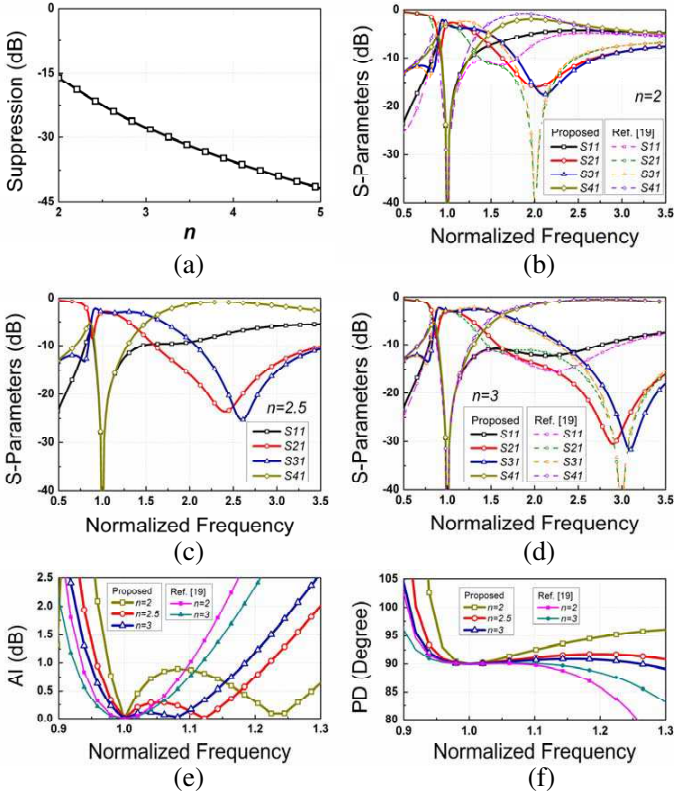 0
-15
-30
-45
Suppression (dB)
2 3 4 5
n
(a)
0
-10
-20
-30
-40
S-Parameters (dB)
n=2
Proposed Ref. [19]
S11 S11
S21 S21
S31
S41 S41
0.5 1.0 1.5 2.0 2.5 3.0 3.5
Normalized Frequency
(b)
0
-10
-20
-30
-40
S-Parameters (dB)
n=2.5
S11
S21
S31
S41
0.5 1.0 1.5 2.0 2.5 3.0 3.5
Normalized Frequency
(c)
0
-10
-20
-30
-40
S-Parameters (dB)
n=3
Proposed Ref. [19]
S11 S11
S21 S21
S31 S31
S41 S41
0.5 1.0 1.5 2.0 2.5 3.0 3.5
Normalized Frequency
(d)
2.5
2.0
1.5
1.0
0.5
0.0
AI (dB)
Proposed Ref. [19]
n=2 n=2
n=2.5 n=3
n=3
0.9 1.0 1.1 1.2 1.3
Normalized Frequency
(e)
105
100
95
90
85
80
PD (Degree)
Proposed Ref. [19]
n=2 n=2
n=2.5 n=3
n=3
0.9 1.0 1.1 1.2 1.3
Normalized Frequency
(f)